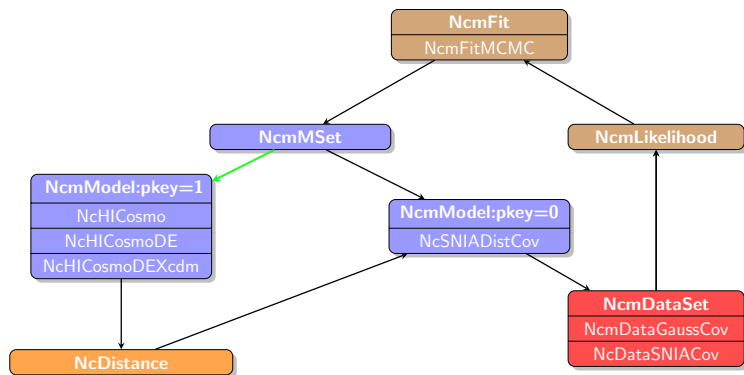 NcmFit
NcmFitMCMC
NcmMSet
NcmLikelihood
NcmModel:pkey=1
NcHICosmo
NcHICosmoDE
NcHICosmoDEXcdm
NcmModel:pkey=0
NcSNIADistCov
NcmDataSet
NcmDataGaussCov
NcDataSNIACov
NcDistance